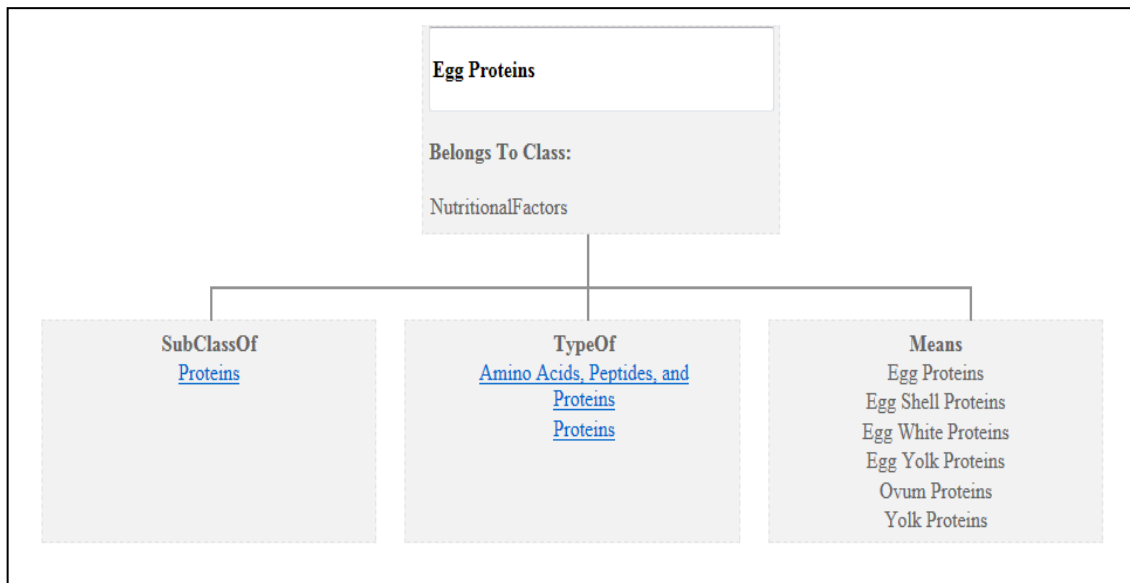 Egg Proteins
Belongs To Class:
NutritionalFactors
SubClassOf
Proteins
TypeOf
Amino Acids, Peptides, and
Proteins
Proteins
Means
Egg Proteins
Egg Shell Proteins
Egg White Proteins
Egg Yolk Proteins
Ovum Proteins
Yolk Proteins